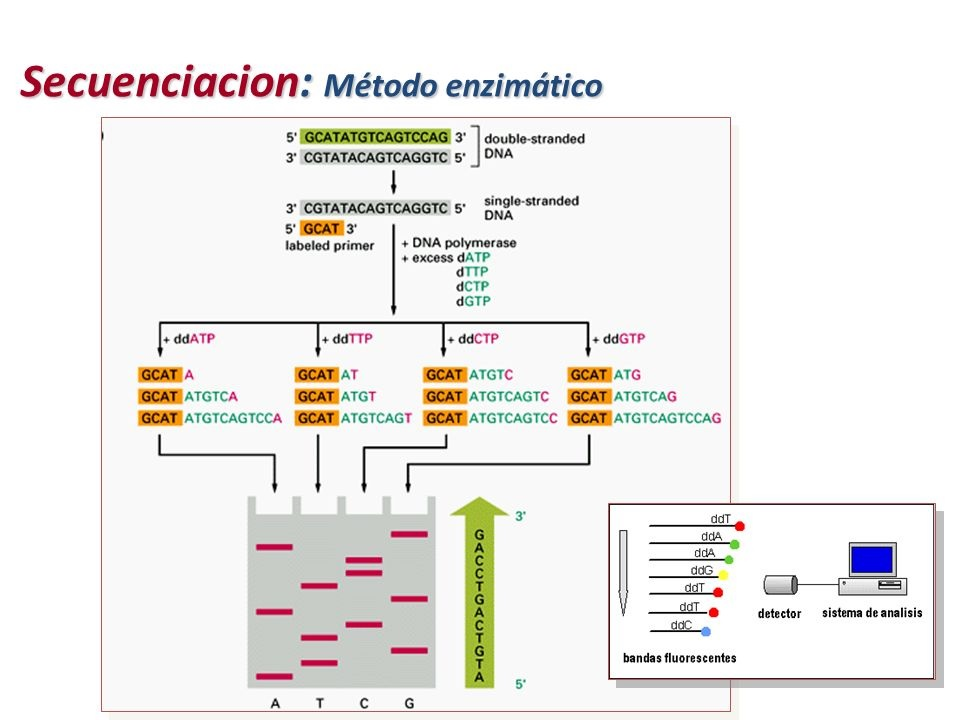 Secuenciacion: Método enzimático
)
5' GCATATGTCAGTCCAG 3'
3' CGTATACAGTCAGGTC 5'
double-stranded
DNA
3' CGTATACAGTCAGGTC 5'
single-stranded
DNA
5' GCAT 3'
labeled primer
+ DNA polymerase
+ excess dATP
dTTP
dCTP
dGTP
+ ddATP
+ ddTTP
+ ddCTP
+ ddGTP
GCAT A
GCAT ATGTCA
GCAT ATGTCAGTCCA
GCAT AT
GCAT ATGT
GCAT ATGTCAGT
GCAT ATGTC
GCAT ATGTCAGTC
GCAT ATGTCAGTCC
GCAT ATG
GCAT ATGTCAG
GCAT ATGTCAGTCCAG
3'
GACCTGACTGTA
5'
A T C G
ddT
ddA
ddA
ddG
ddT
ddT
ddC
bandas fluorescentes
detector
sistema de analisis